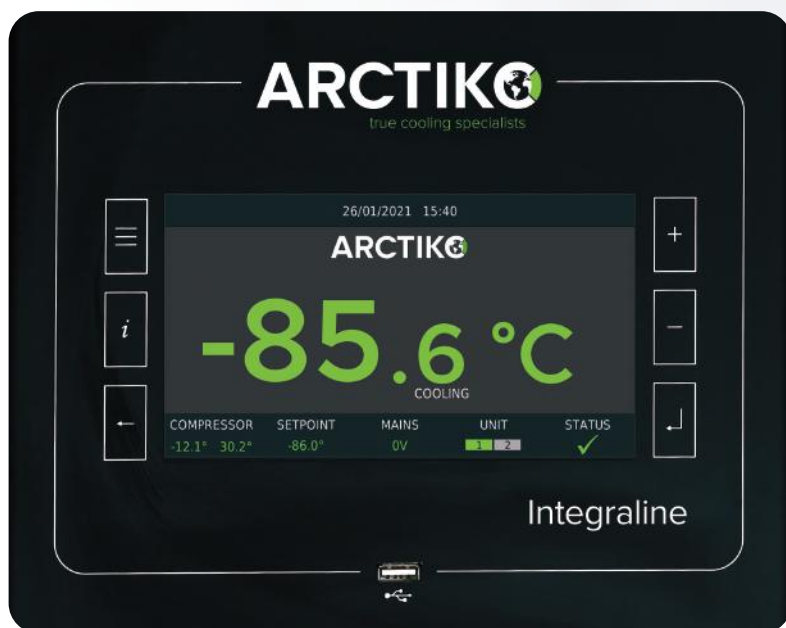 ARCTIKO
true cooling specialists
26/01/2021 15:40
ARCTIKO
-85.6 °C
COOLING
COMPRESSOR SETPOINT MAINS UNIT STATUS
-12.1° 30.2° -86.0° 0V 1 2
i
+
-
Integraline